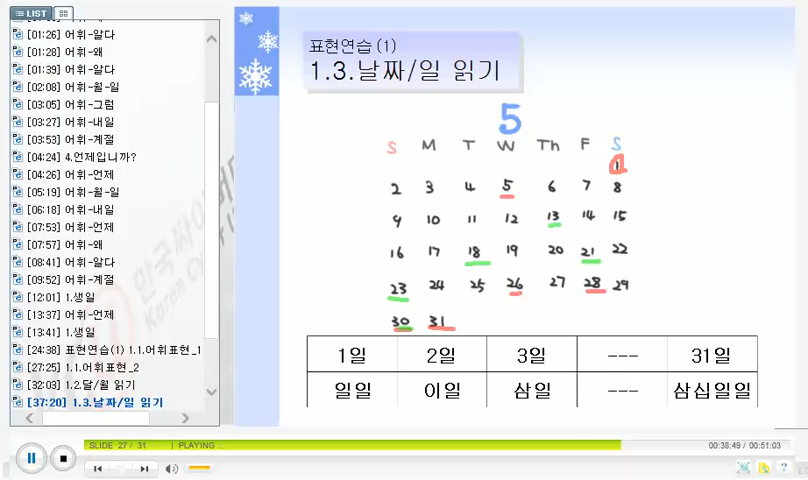 LIST
[01:26] 어휘-알다
[01:28] 어휘-왜
[01:39] 어휘-알다
[02:08] 어휘-월-일
[03:05] 어휘-그럼
[03:27] 어휘-내일
[03:53] 어휘-계절
[04:24] 4.언제입니까?
[04:26] 어휘-언제
[05:19] 어휘-월-일
[06:18] 어휘-내일
[07:53] 어휘-언제
[07:57] 어휘-왜
[08:41] 어휘-알다
[09:52] 어휘-계절
[12:01] 1.생일
[13:37] 어휘-언제
[13:41] 1.생일
[24:38] 표현연습(1) 1.1.어휘표현_1
[27:25] 1.1.어휘표현_2
[32:03] 1.2.달/월 읽기
[37:20] 1.3.날짜/일 읽기
표현연습(1)
1.3.날짜/일 읽기
5
S M T W Th F S
1
2 3 4 5 6 7 8
9 10 11 12 13 14 15
16 17 18 19 20 21 22
23 24 25 26 27 28 29
30 31
1일 2일 3일 --- 31일
일일 이일 삼일 --- 삼십일일
SLIDE 27 / 31 | PLAYING ...
00:38:49 / 00:51:03